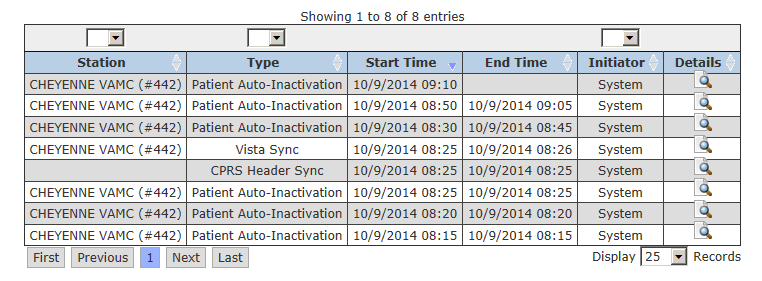 Showing 1 to 8 of 8 entries
Station Type Start Time End Time Initiator Details
CHEYENNE VAMC (#442) Patient Auto-Inactivation 10/9/2014 09:10 System
CHEYENNE VAMC (#442) Patient Auto-Inactivation 10/9/2014 08:50 10/9/2014 09:05 System
CHEYENNE VAMC (#442) Patient Auto-Inactivation 10/9/2014 08:30 10/9/2014 08:45 System
CHEYENNE VAMC (#442) Vista Sync 10/9/2014 08:25 10/9/2014 08:26 System
CPRS Header Sync 10/9/2014 08:25 10/9/2014 08:25 System
CHEYENNE VAMC (#442) Patient Auto-Inactivation 10/9/2014 08:25 10/9/2014 08:25 System
CHEYENNE VAMC (#442) Patient Auto-Inactivation 10/9/2014 08:20 10/9/2014 08:20 System
CHEYENNE VAMC (#442) Patient Auto-Inactivation 10/9/2014 08:15 10/9/2014 08:15 System
First Previous 1 Next Last Display 25 Records